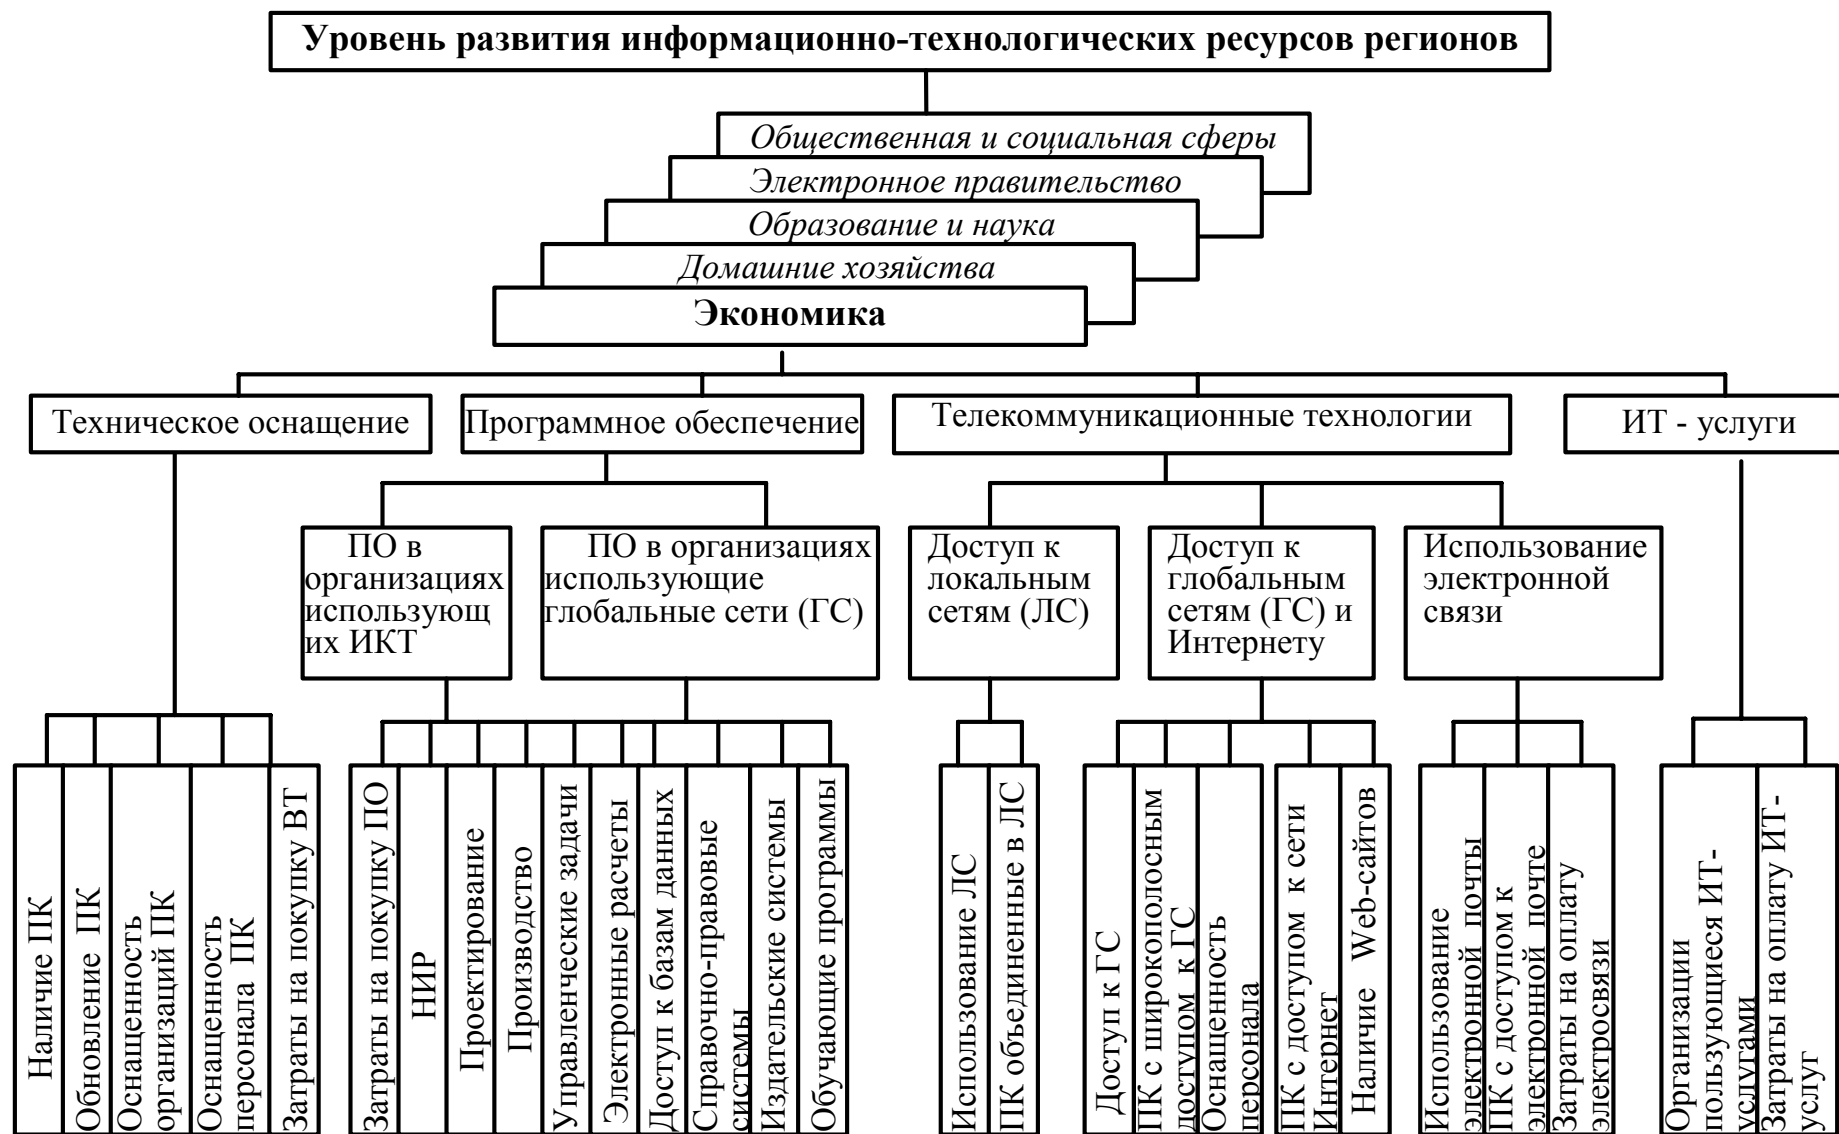 Уровень развития информационно-технологических ресурсов регионов
Общественная и социальная сферы
Электронное правительство
Образование и наука
Домашние хозяйства
Экономика
Техническое оснащение
Программное обеспечение
Телекоммуникационные технологии
ИТ - услуги
ПО в
организациях
использующ
их ИКТ
ПО в организациях
использующие
глобальные сети (ГС)
Доступ к
локальным
сетям (ЛС)
Доступ к
глобальным
сетям (ГС) и
Интернету
Использование
электронной
связи
Наличие ПК
Обновление ПК
Оснащенность
организаций ПК
Оснащенность
персонала ПК
Затраты на покупку ВТ
Затраты на покупку ПО
НИР
Проектирование
Производство
Управленческие задачи
Электронные расчеты
Доступ к базам данных
Справочно-правовые
системы
Издательские системы
Обучающие программы
Использование ЛС
ПК объединенные в ЛС
Доступ к ГС
ПК с широкополосным
доступом к ГС
Оснащенность
персонала
ПК с доступом к сети
Интернет
Наличие Web-сайтов
Использование
электронной почты
ПК с доступом к
электронной почте
Затраты на оплату
электросвязи
Организации
пользующиеся ИТ-
услугами
Затраты на оплату ИТ-
услуг